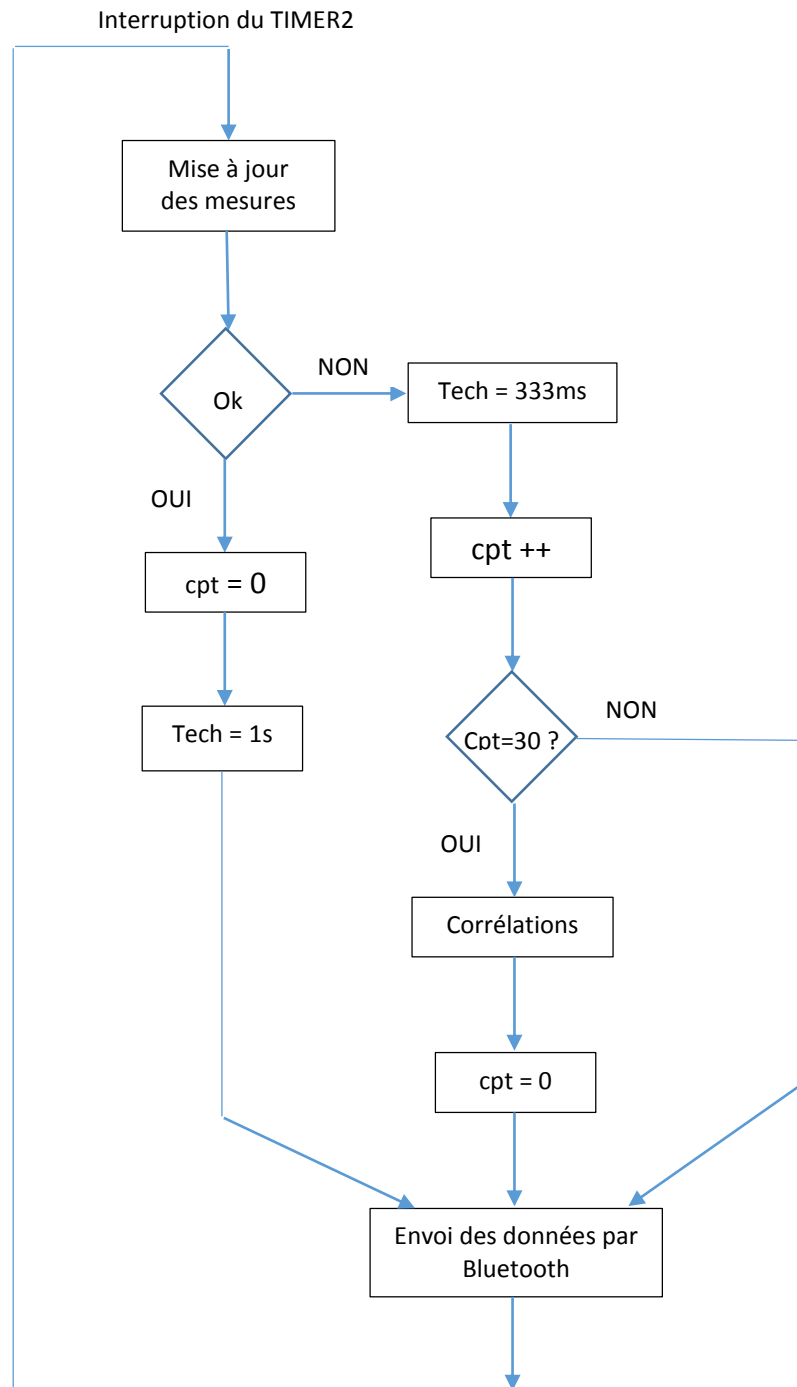 Interruption du TIMER2
Mise à jour
des mesures
Ok
NON
Tech = 333ms
OUI
cpt ++
cpt = 0
Tech = 1s
Cpt=30 ?
NON
OUI
Corrélations
cpt = 0
Envoi des données par
Bluetooth